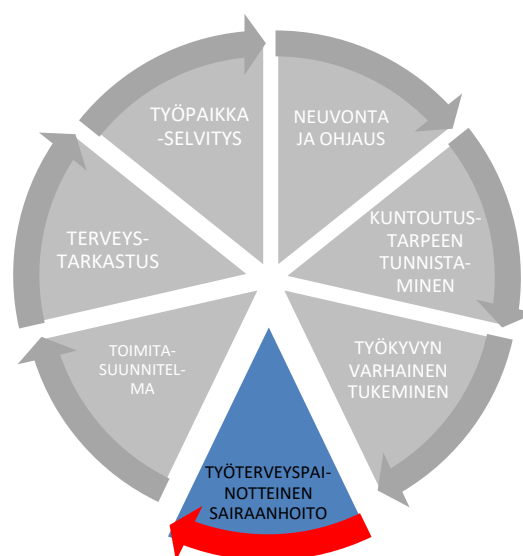 TYÖPAIKKA
-SELVITYS
NEUVONTA
JA OHJAUS
KUNTOUTUS-
TARPEEN
TUNNISTA-
MINEN
TYÖKYVYN
VARHAINEN
TUKEMINEN
TYÖTERVEYSPAI-
NOTTEINEN
SAIRAANHOITO
TOIMITA-
SUUNNITEL-
MA
TERVEYS-
TARKASTUS